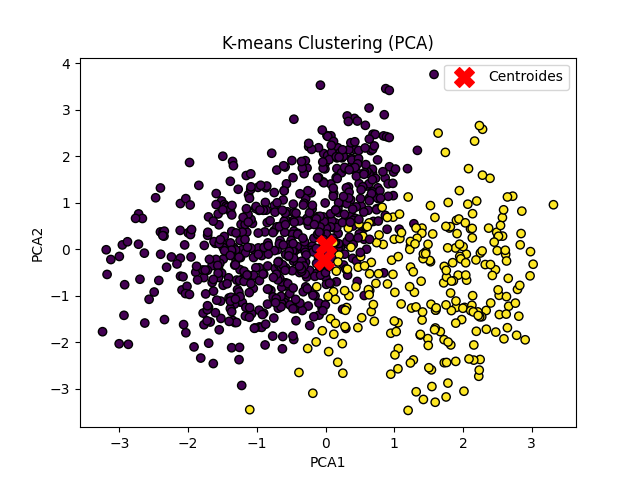 K-means Clustering (PCA)
Centroides
4
3
2
1
0
−1
−2
−3
PCA2
−3 −2 −1 0 1 2 3
PCA1